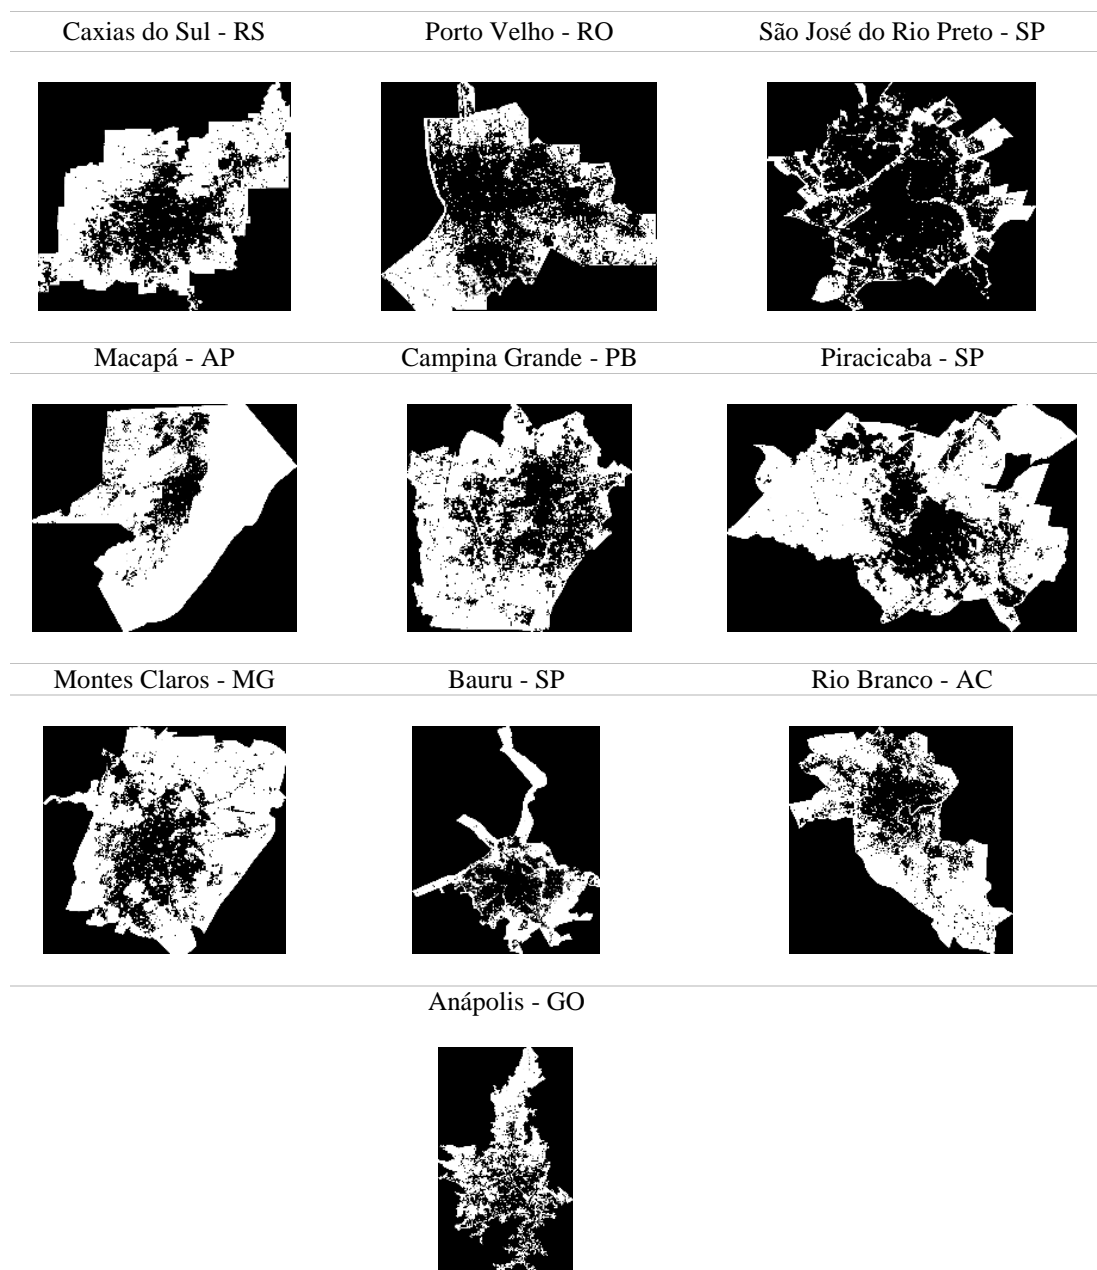 Caxias do Sul - RS
Porto Velho - RO
São José do Rio Preto - SP
Macapá - AP
Campina Grande - PB
Piracicaba - SP
Montes Claros - MG
Bauru - SP
Rio Branco - AC
Anápolis - GO